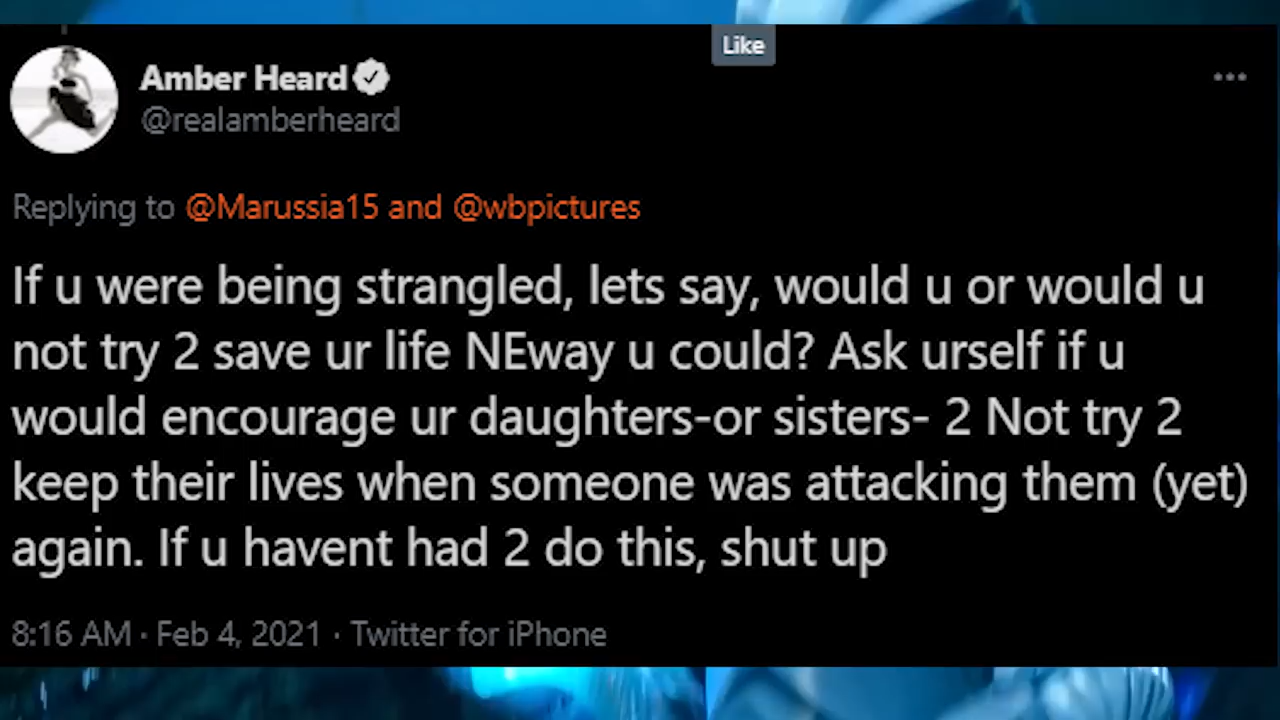 Like
Amber Heard
@realamberheard
Replying to @Marussia15 and @wbpictures
If u were being strangled, lets say, would u or would u
not try 2 save ur life NEway u could? Ask urself if u
would encourage ur daughters-or sisters- 2 Not try 2
keep their lives when someone was attacking them (yet)
again. If u havent had 2 do this, shut up
8:16 AM · Feb 4, 2021 · Twitter for iPhone